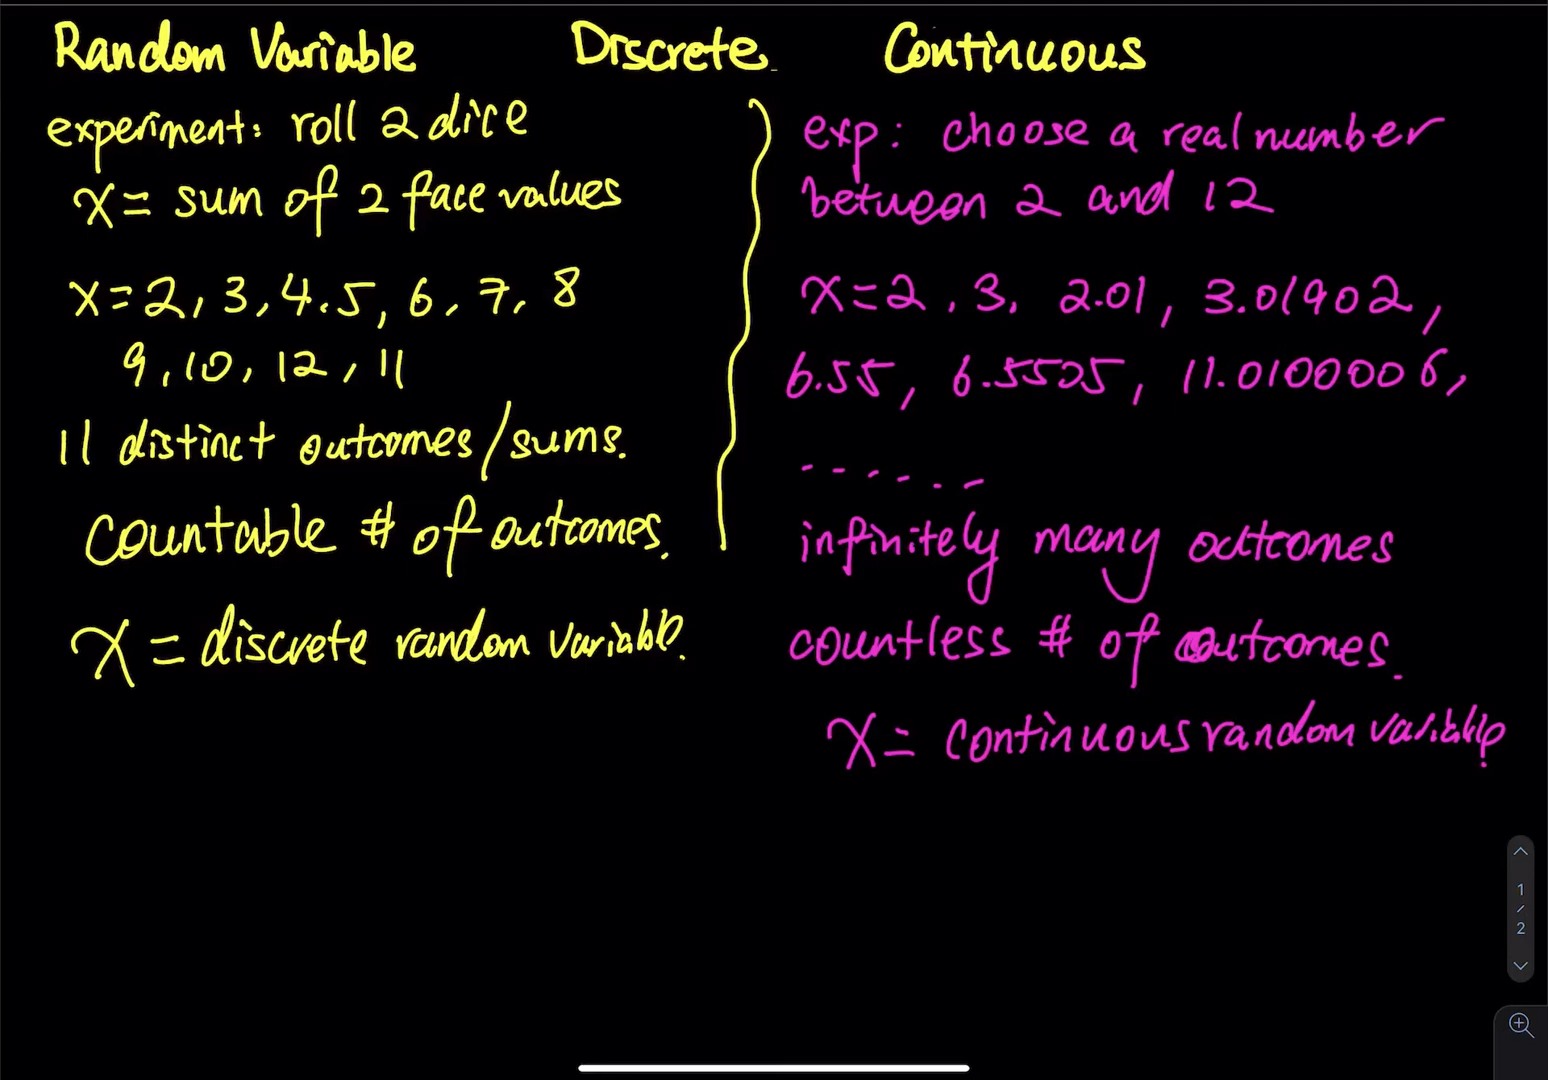 Random Variable Discrete Continuous
experiment: roll 2 dice
X = sum of 2 face values
X = 2, 3, 4.5, 6, 7, 8
9, 10, 12, 11
11 distinct outcomes/sums.
Countable # of outcomes.
X = discrete random variable.
exp: choose a real number
between 2 and 12
X = 2, 3, 2.01, 3.01902,
6.55, 6.5505, 11.0100006,
- - - - - -
infinitely many outcomes
countless # of outcomes.
X = continuous random variable
1
/
2